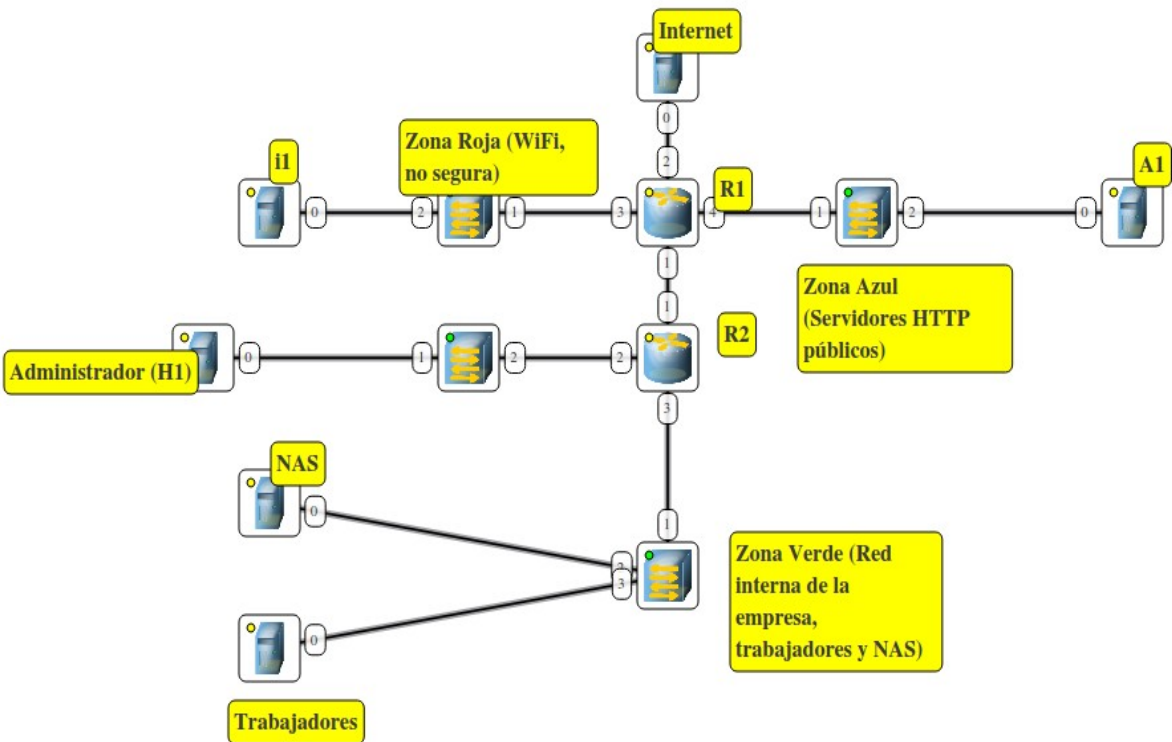 Internet
0
2
i1
Zona Roja (WiFi,
no segura)
R1
A1
0
2
1
3
4
1
2
0
1
Zona Azul
(Servidores HTTP
públicos)
1
R2
Administrador (H1)
0
1
2
2
3
NAS
0
1
Zona Verde (Red
interna de la
empresa,
trabajadores y NAS)
3
0
Trabajadores